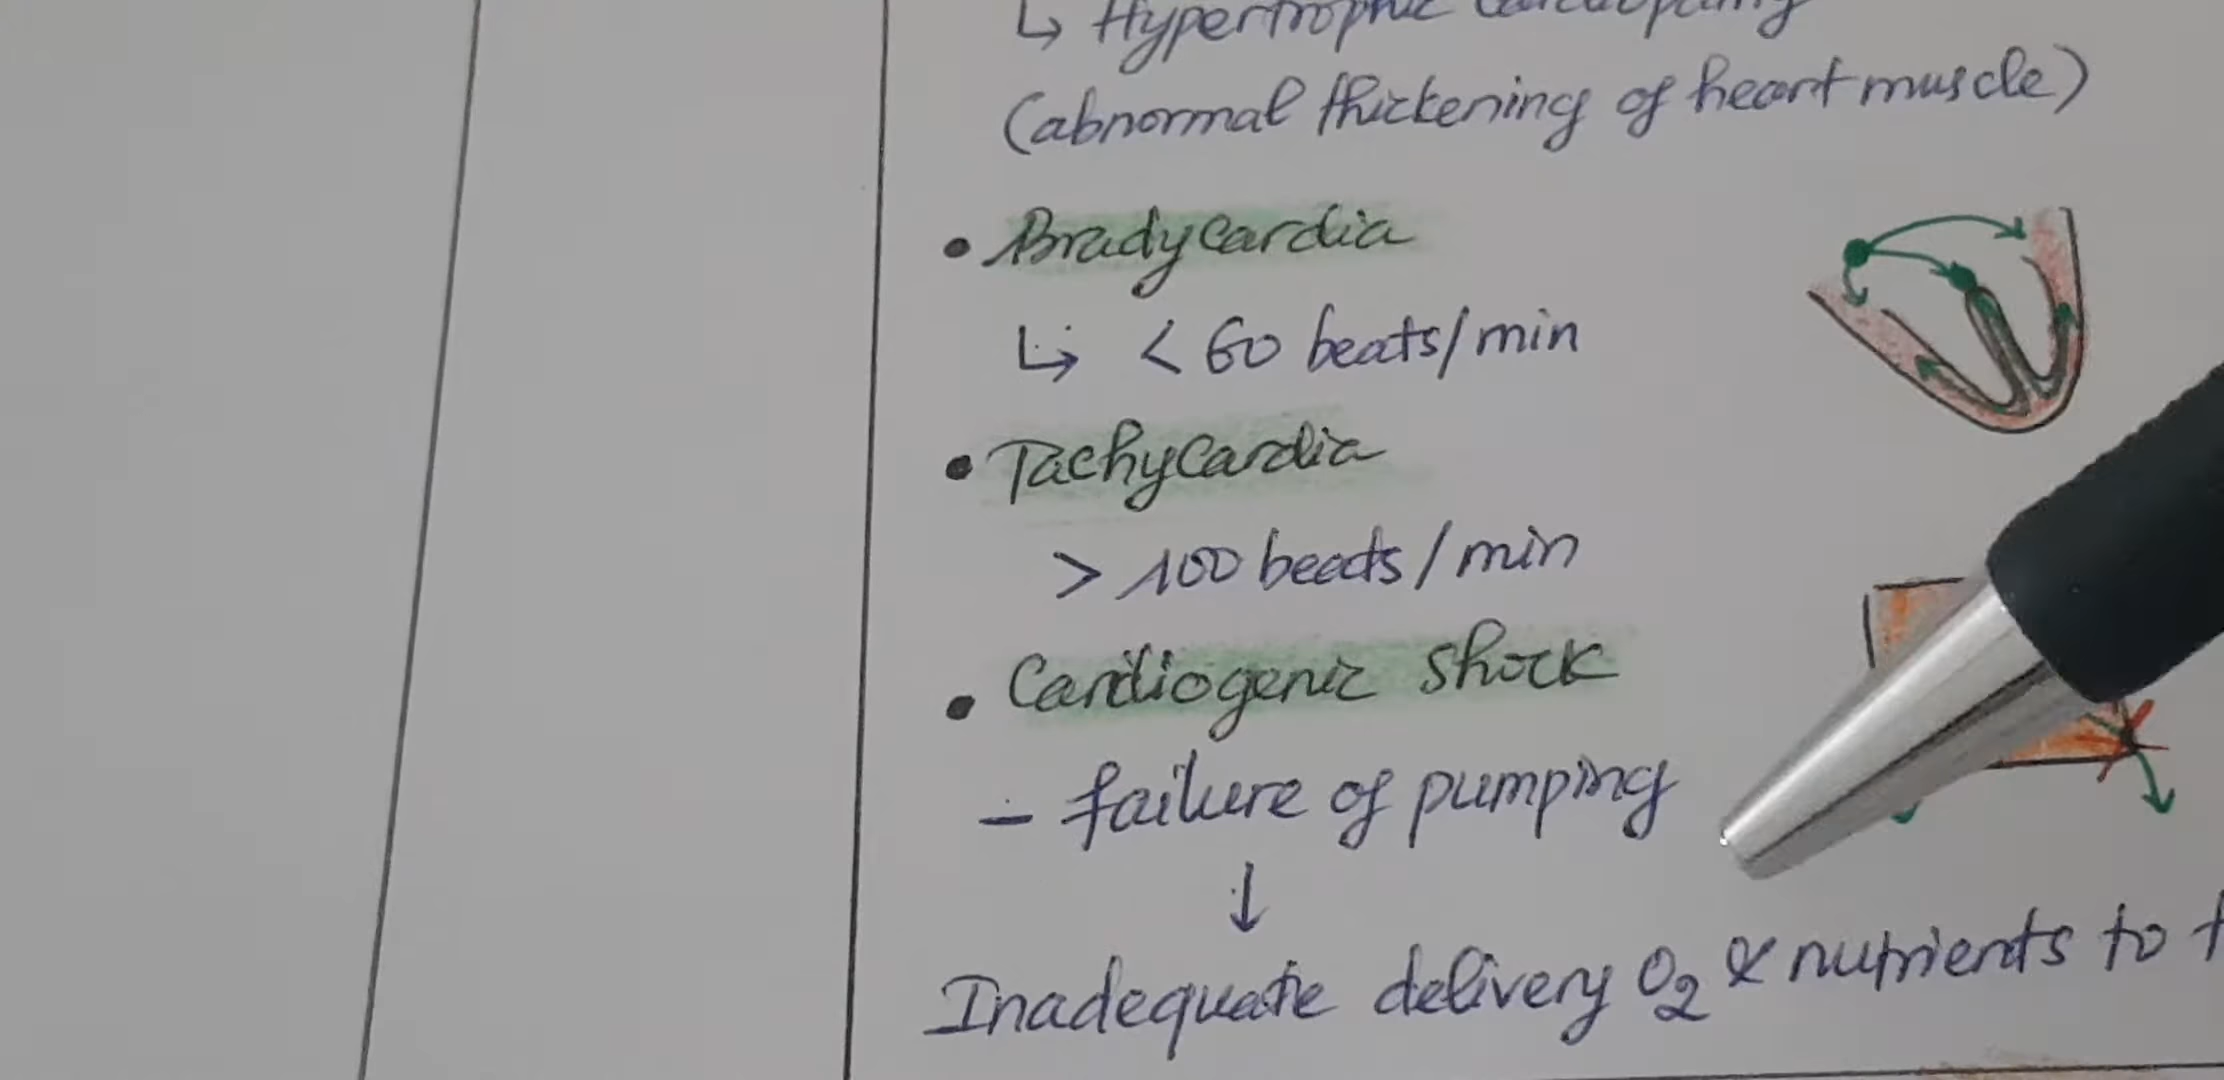 ↳ Hypertrophic
(abnormal thickening of heart muscle)
• Bradycardia
↳ < 60 beats/min
• Tachycardia
> 100 beats/min
• Cardiogenic shock
- failure of pumping
↓
Inadequate delivery O₂ & nutrients to